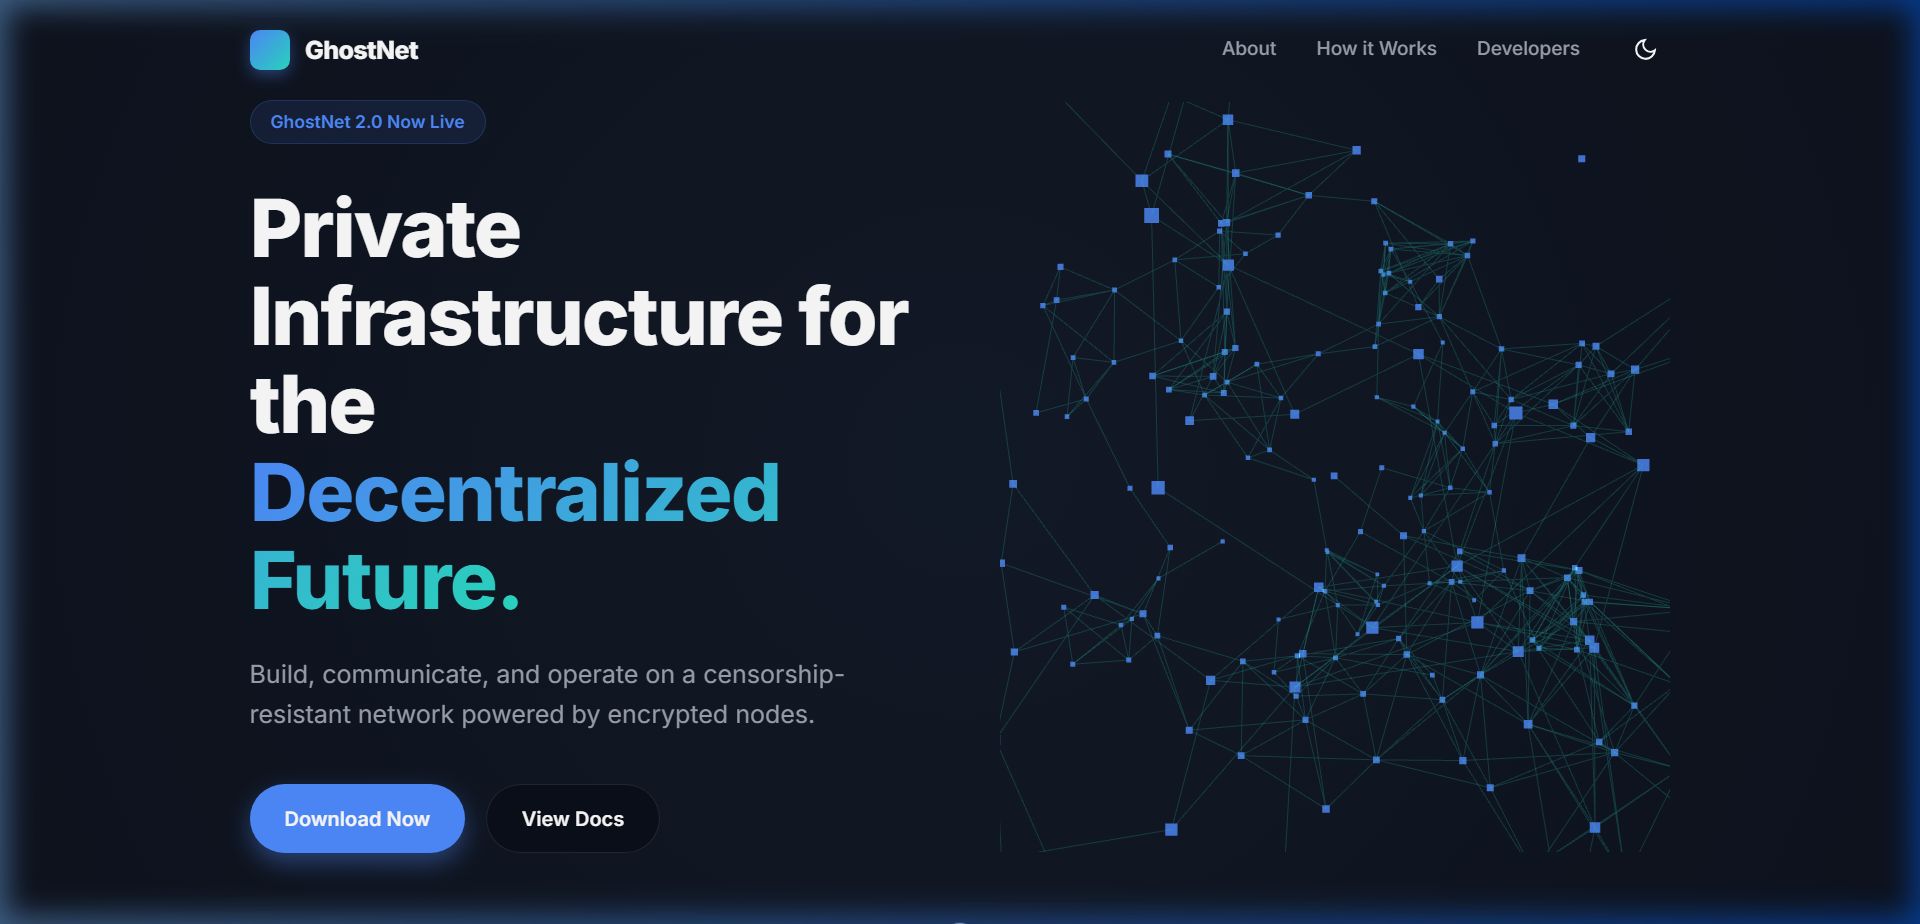 GhostNet
About
How it Works
Developers
GhostNet 2.0 Now Live
Private
Infrastructure for
the
Decentralized
Future.
Build, communicate, and operate on a censorship-
resistant network powered by encrypted nodes.
Download Now
View Docs